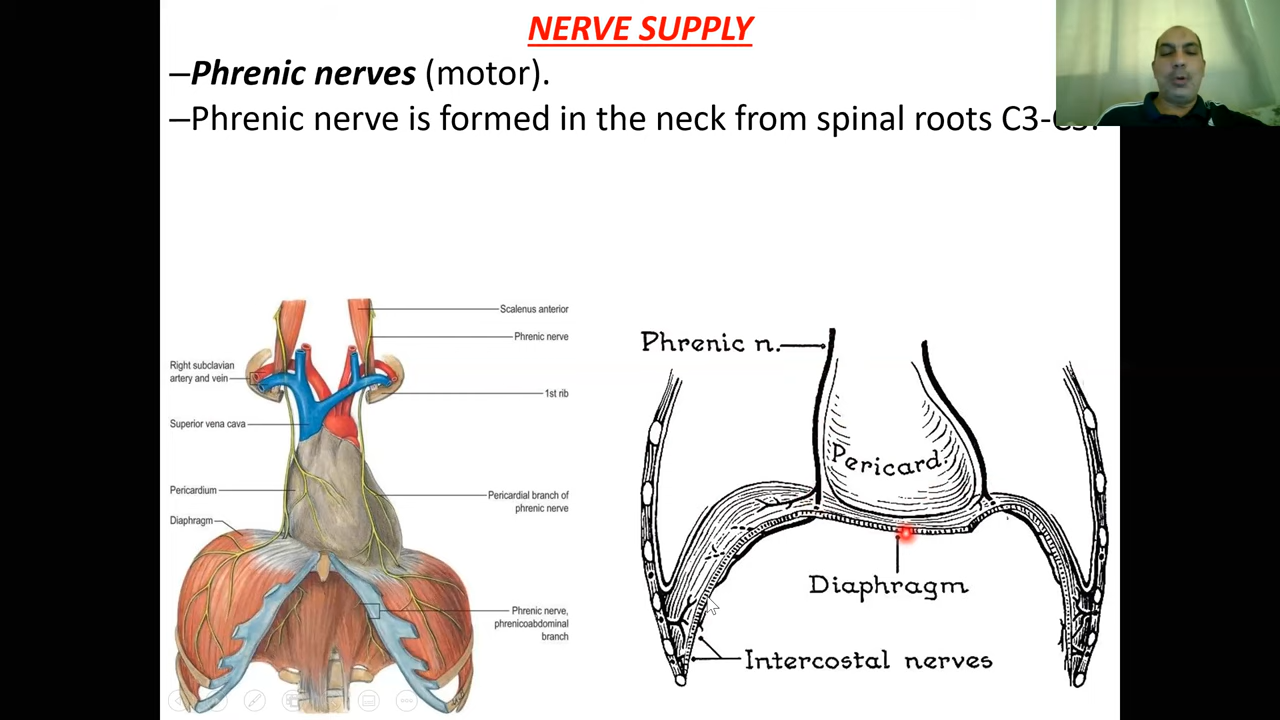 NERVE SUPPLY
–Phrenic nerves (motor).
–Phrenic nerve is formed in the neck from spinal roots C3-C5.
Scalenus anterior
Phrenic nerve
Right subclavian
artery and vein
1st rib
Superior vena cava
Pericardium
Pericardial branch of
phrenic nerve
Diaphragm
Phrenic nerve,
phrenicoabdominal
branch
Phrenic n.
Pericard.
Diaphragm
Intercostal nerves